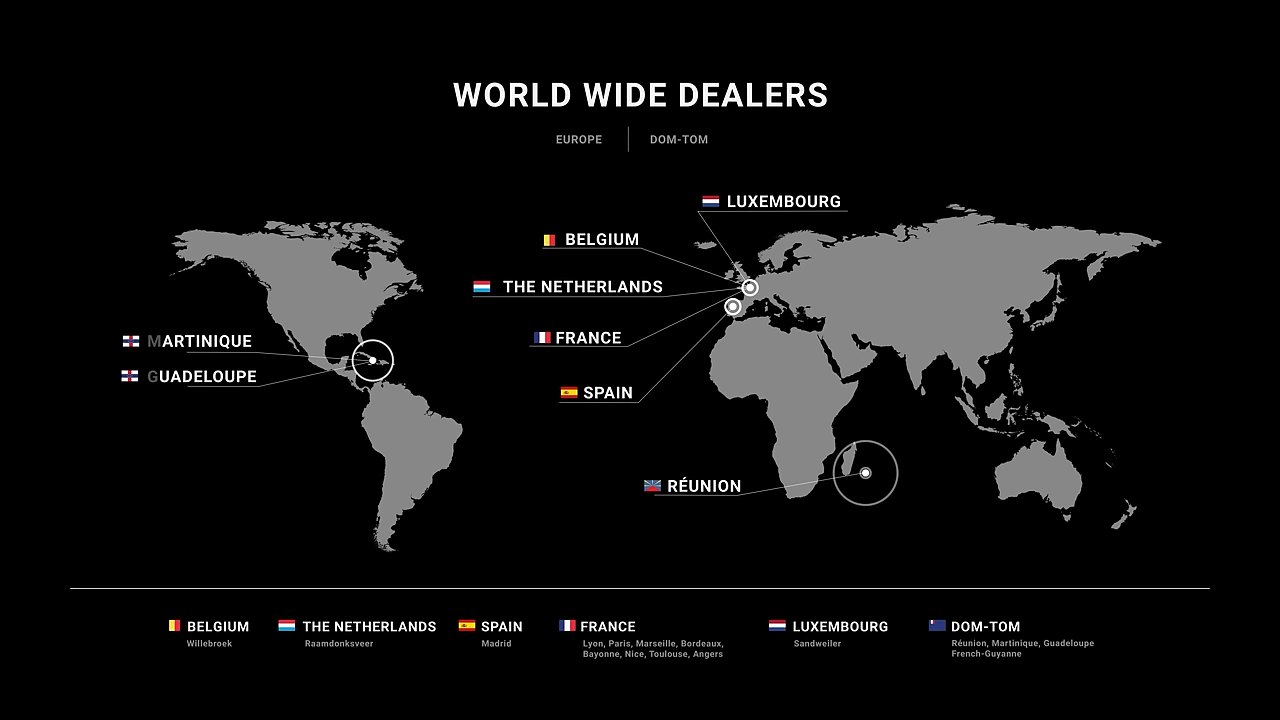 WORLD WIDE DEALERS
EUROPE DOM-TOM
LUXEMBOURG
BELGIUM
THE NETHERLANDS
FRANCE
SPAIN
MARTINIQUE
GUADELOUPE
RÉUNION
BELGIUM
Willebroek
THE NETHERLANDS
Raamdonksveer
SPAIN
Madrid
FRANCE
Lyon, Paris, Marseille, Bordeaux,
Bayonne, Nice, Toulouse, Angers
LUXEMBOURG
Sandweiler
DOM-TOM
Réunion, Martinique, Guadeloupe
French-Guyanne